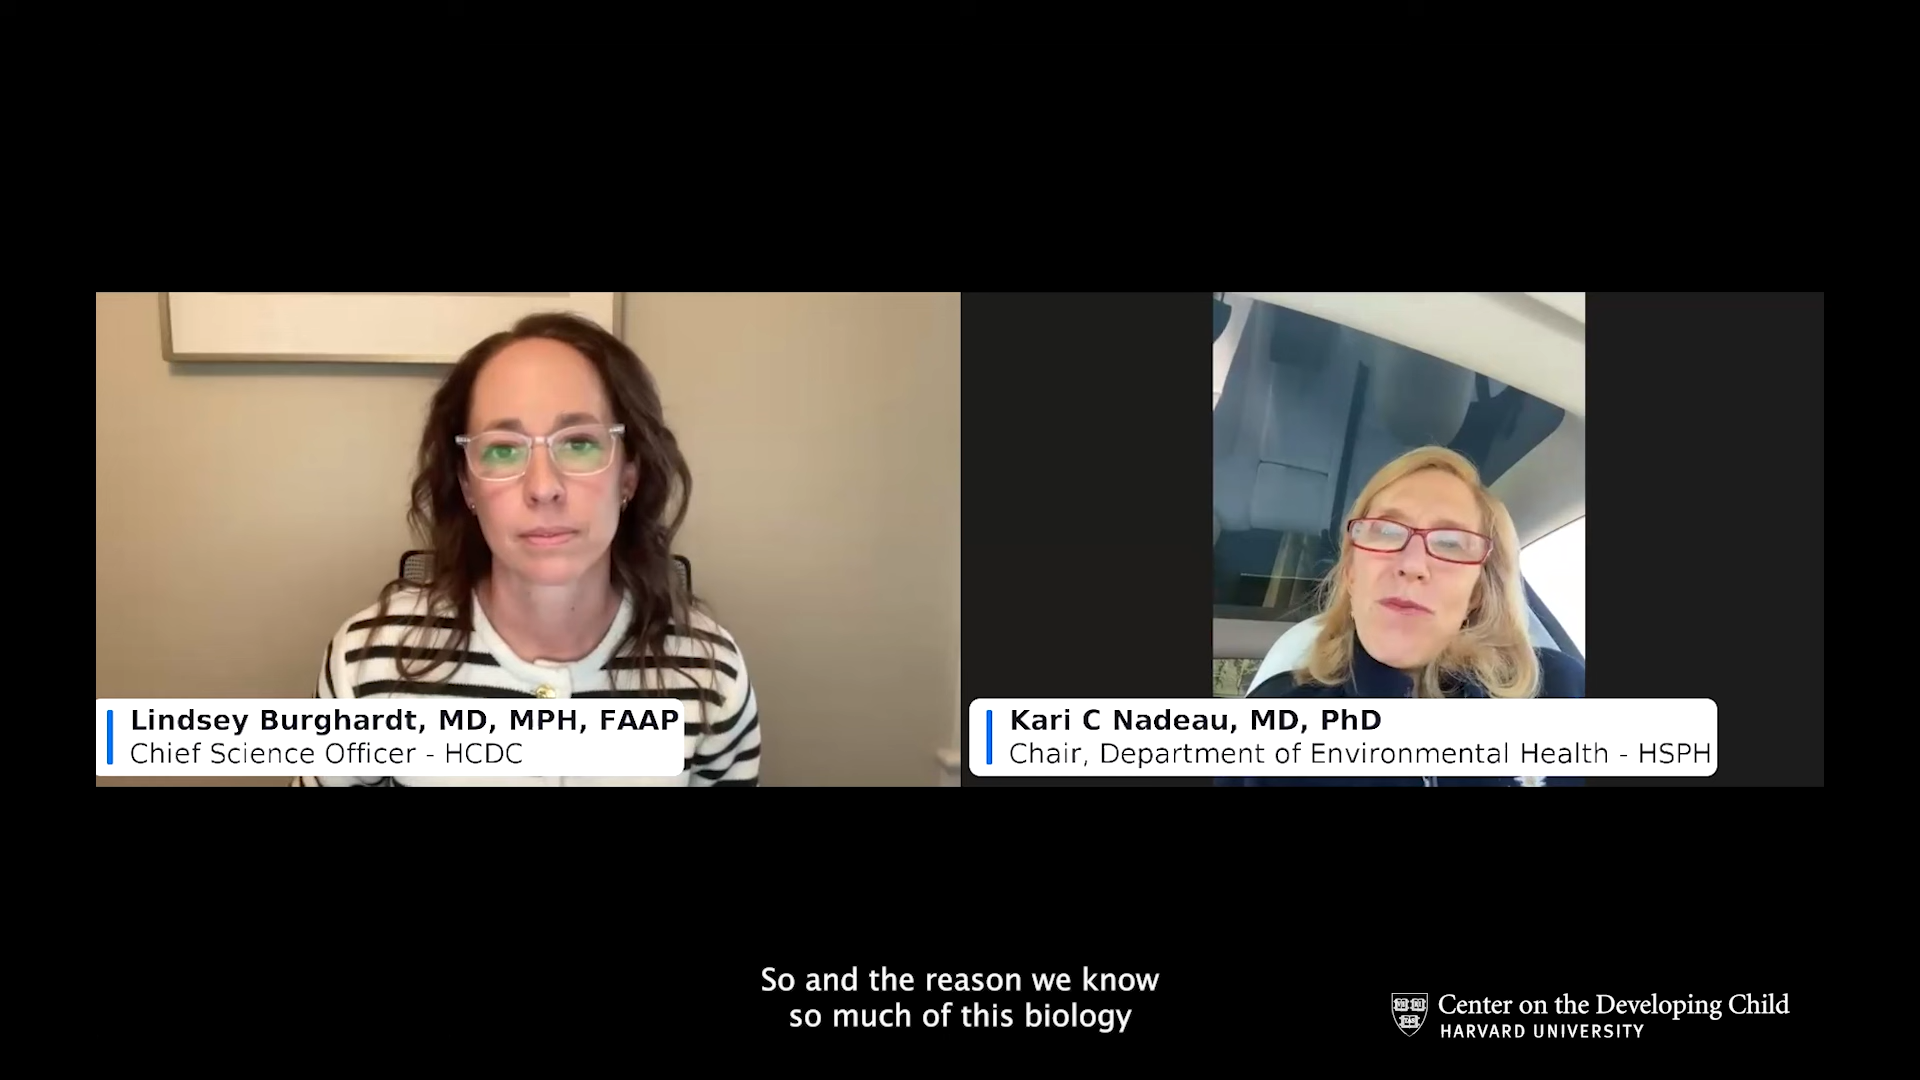 Lindsey Burghardt, MD, MPH, FAAP
Chief Science Officer - HCDC
Kari C Nadeau, MD, PhD
Chair, Department of Environmental Health - HSPH
So and the reason we know
so much of this biology
Center on the Developing Child
HARVARD UNIVERSITY